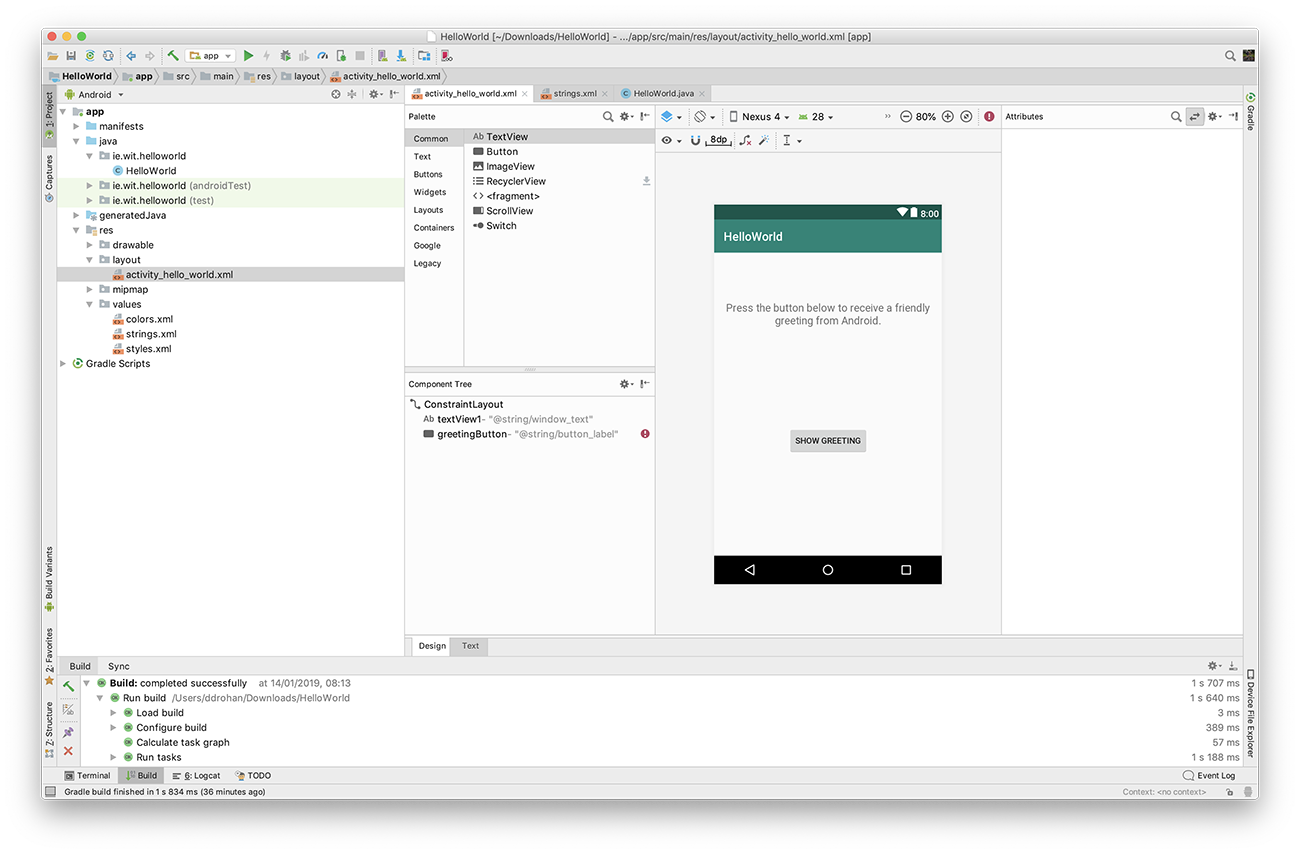 HelloWorld [~/Downloads/HelloWorld] - .../app/src/main/res/layout/activity_hello_world.xml [app]
app
HelloWorld app src main res layout activity_hello_world.xml
1: Project
Captures
Build Variants
2: Favorites
7: Structure
Android
app
manifests
java
ie.wit.helloworld
HelloWorld
ie.wit.helloworld (androidTest)
ie.wit.helloworld (test)
generatedJava
res
drawable
layout
activity_hello_world.xml
mipmap
values
colors.xml
strings.xml
styles.xml
Gradle Scripts
activity_hello_world.xml strings.xml HelloWorld.java
Palette
Common
Text
Buttons
Widgets
Layouts
Containers
Google
Legacy
Ab TextView
Button
ImageView
RecyclerView
<fragment>
ScrollView
Switch
Component Tree
ConstraintLayout
Ab textView1- "@string/window_text"
greetingButton- "@string/button_label"
Nexus 4 28 >> 80%
8dp
8:00
HelloWorld
Press the button below to receive a friendly
greeting from Android.
SHOW GREETING
Attributes
Gradle
Device File Explorer
Design Text
Build Sync
Build: completed successfully at 14/01/2019, 08:13 1 s 707 ms
Run build /Users/ddrohan/Downloads/HelloWorld 1 s 640 ms
Load build 3 ms
Configure build 389 ms
Calculate task graph 57 ms
Run tasks 1 s 188 ms
Terminal Build 6: Logcat TODO Event Log
Gradle build finished in 1 s 834 ms (36 minutes ago) Context: <no context>